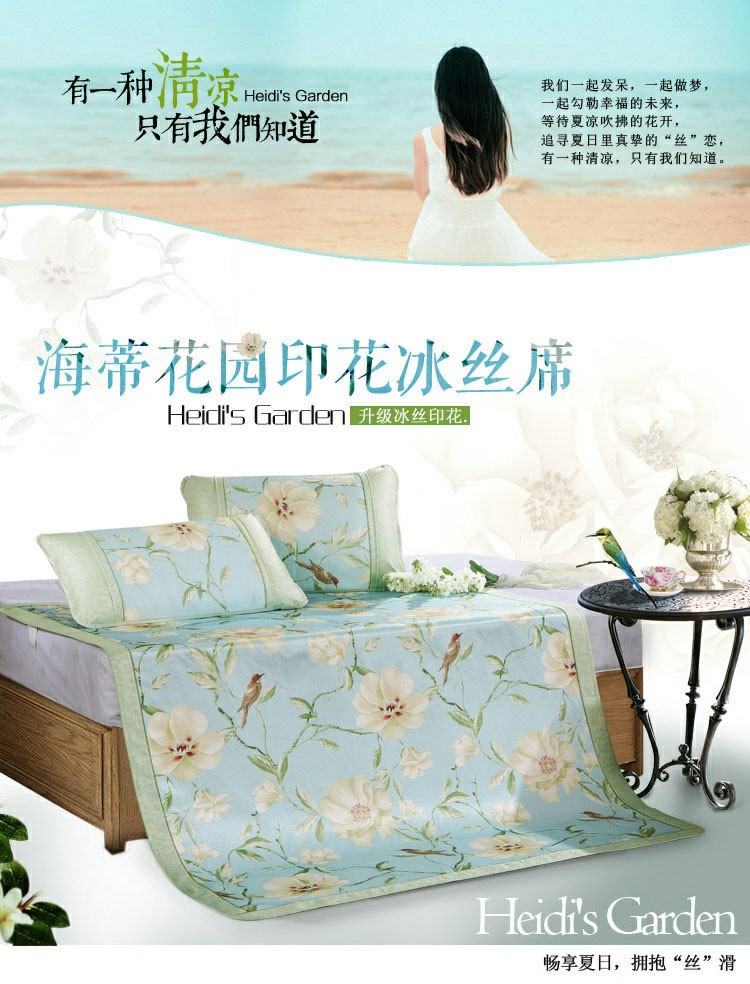 有一种清凉 Heidi's Garden
只有我們知道
我们一起发呆，一起做梦，
一起勾勒幸福的未来，
等待夏凉吹拂的花开，
追寻夏日里真挚的“丝”恋，
有一种清凉，只有我们知道。
海蒂花园印花冰丝席
Heidi's Garden 升级冰丝印花.
Heidi's Garden
畅享夏日，拥抱“丝”滑